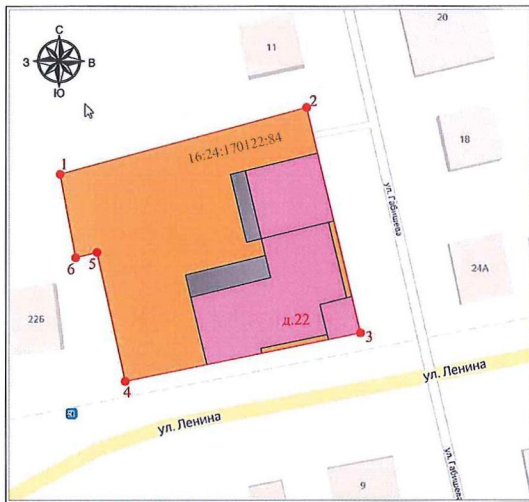 С
З
В
Ю
11
20
2
16:24:170122:84
18
1
ул. Габишева
5
6
24А
22Б
д.22
3
4
ул. Ленина
ул. Ленина
ул. Габишева
9